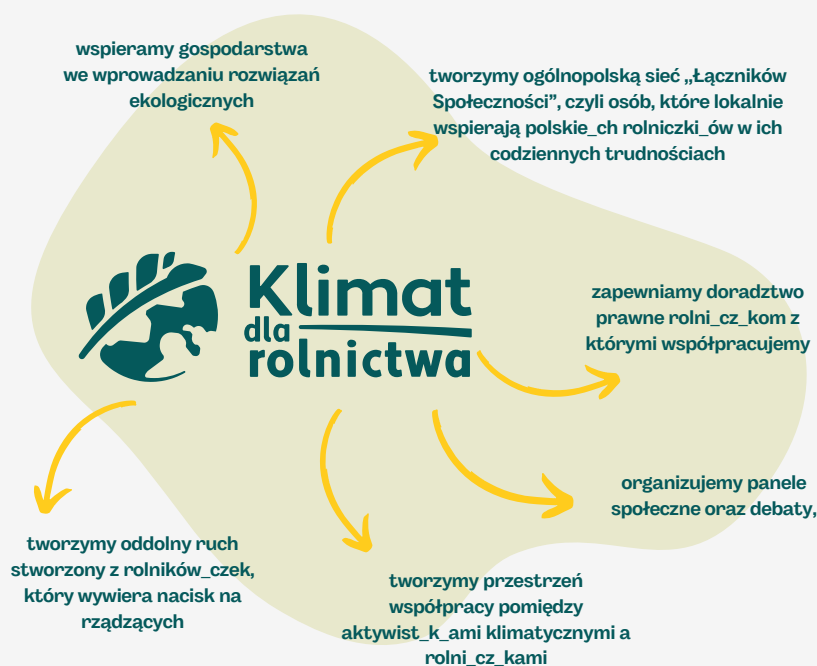 wspieramy gospodarstwa
we wprowadzaniu rozwiązań
ekologicznych
tworzymy ogólnopolską sieć „Łączników
Społeczności”, czyli osób, które lokalnie
wspierają polskie_ch rolniczki_ów w ich
codziennych trudnościach
Klimat
dla
rolnictwa
zapewniamy doradztwo
prawne rolni_cz_kom z
którymi współpracujemy
organizujemy panele
społeczne oraz debaty,
tworzymy oddolny ruch
stworzony z rolników_czek,
który wywiera nacisk na
rządzących
tworzymy przestrzeń
współpracy pomiędzy
aktywist_k_ami klimatycznymi a
rolni_cz_kami